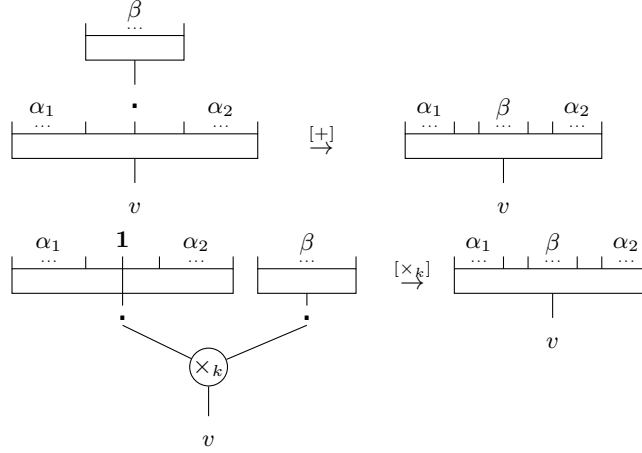 β
...
α₁ α₂ α₁ β α₂
... ... [+] ... ... ...
→
v v
α₁ 1 α₂ β α₁ β α₂
... ... ... [×ₖ] ... ... ...
→
v
×ₖ
v